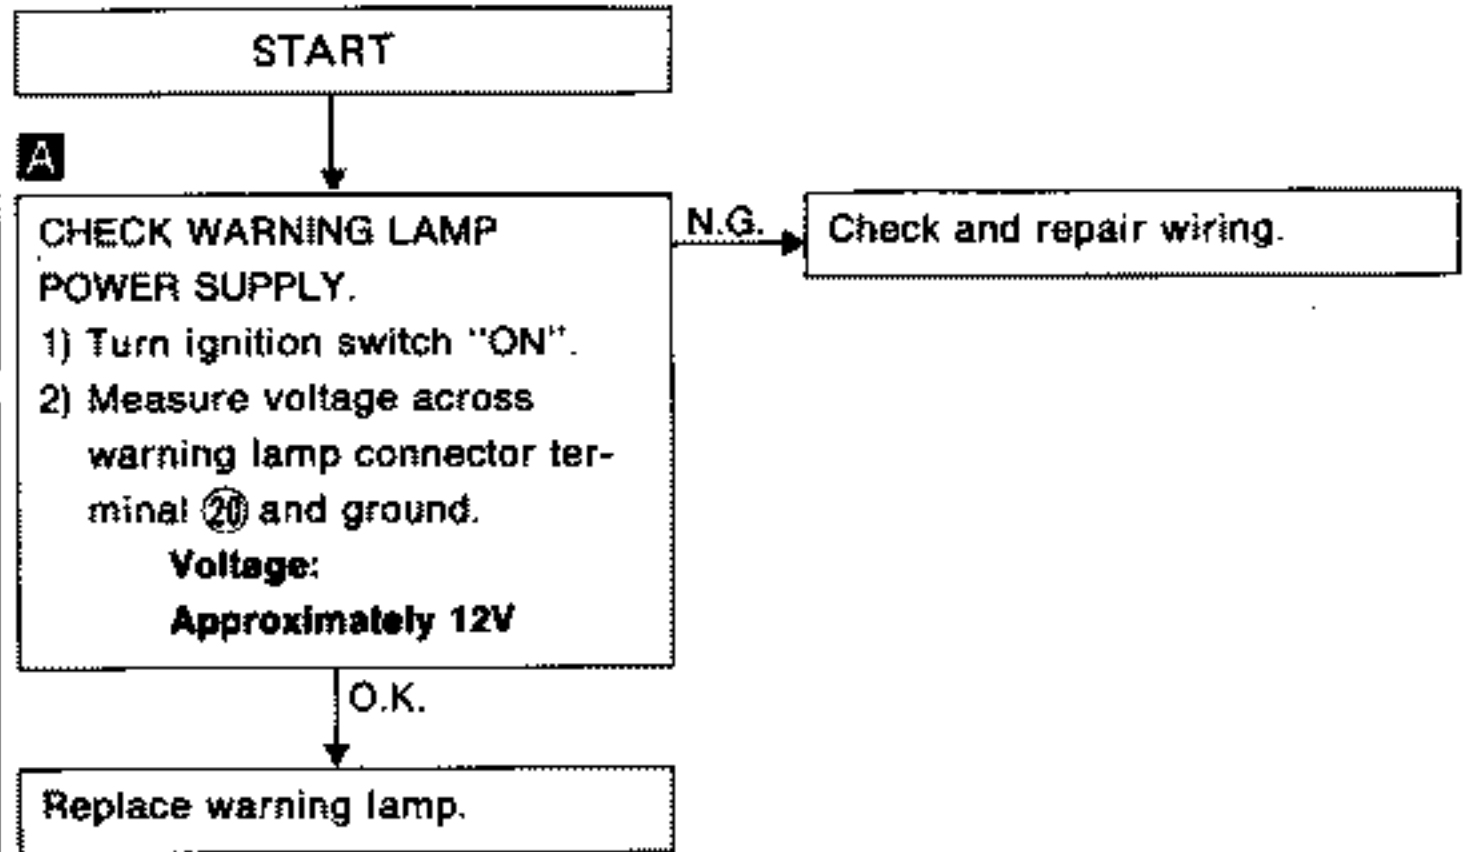 START
A
CHECK WARNING LAMP
POWER SUPPLY.
1) Turn ignition switch "ON".
2) Measure voltage across
warning lamp connector ter-
minal ⑳ and ground.
Voltage:
Approximately 12V
N.G.
Check and repair wiring.
O.K.
Replace warning lamp.